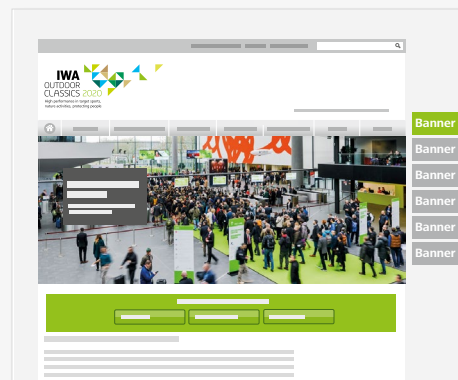 IWA
OUTDOOR
CLASSICS 2020
High performance in target sports,
nature activities, protecting people
Banner
Banner
Banner
Banner
Banner
Banner